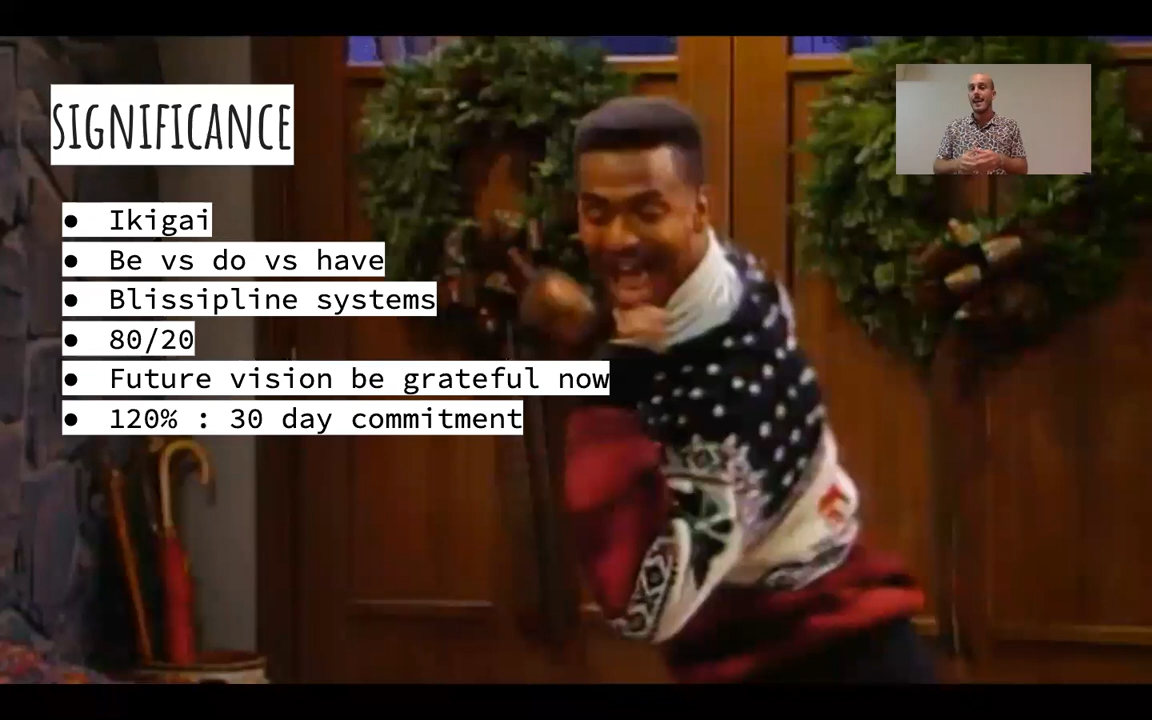 SIGNIFICANCE
● Ikigai
● Be vs do vs have
● Blissipline systems
● 80/20
● Future vision be grateful now
● 120% : 30 day commitment